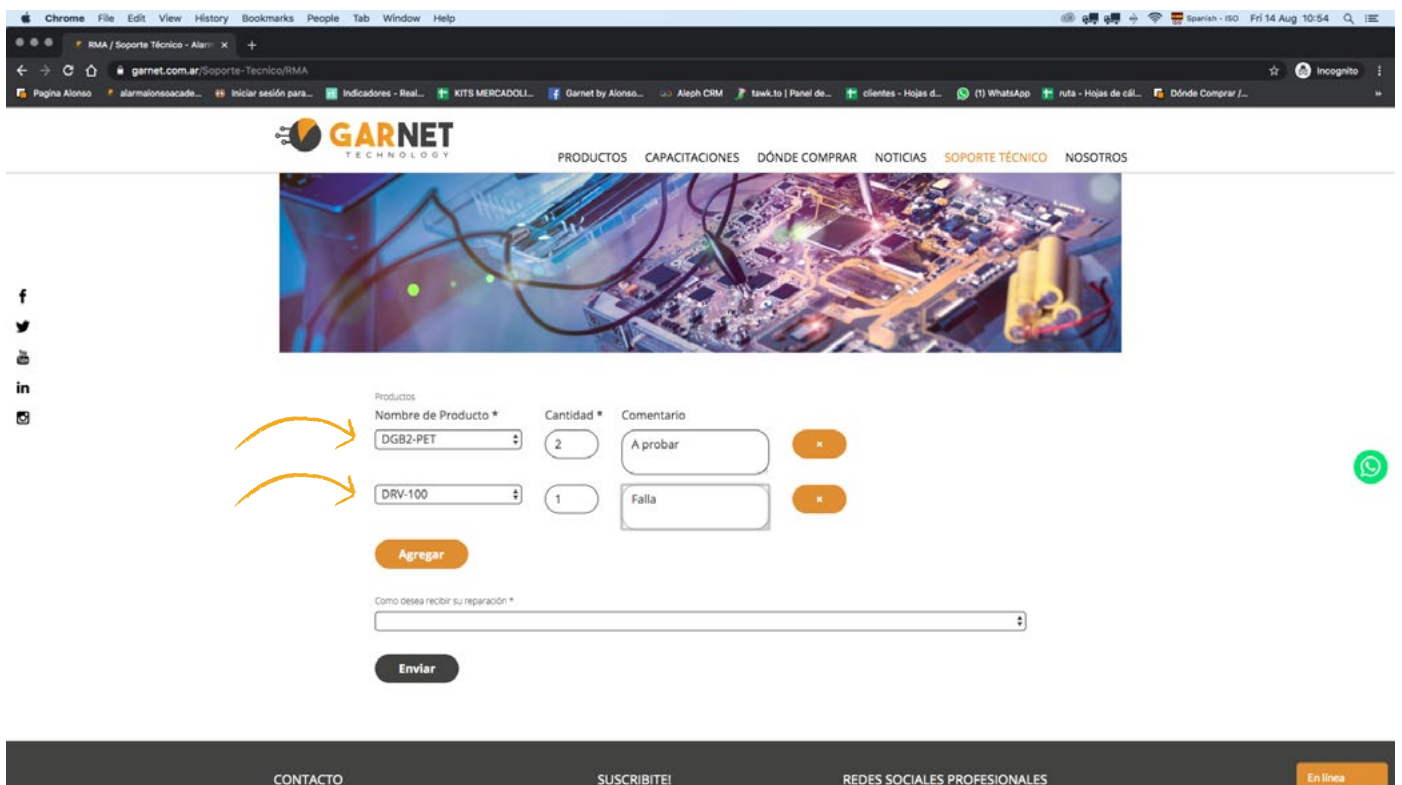 Chrome File Edit View History Bookmarks People Tab Window Help Spanish - ISO Fri 14 Aug 10:54
RMA / Soporte Técnico - Alarm × +
garnet.com.ar/Soporte-Tecnico/RMA Incognito
Pagina Alonso alarmalonsoacade... Iniciar sesión para... Indicadores - Real... KITS MERCADOLI... Garnet by Alonso... Aleph CRM tawk.to | Panel de... clientes - Hojas d... (1) WhatsApp ruta - Hojas de cál... Dónde Comprar /... »
GARNET
TECHNOLOGY
PRODUCTOS CAPACITACIONES DÓNDE COMPRAR NOTICIAS SOPORTE TÉCNICO NOSOTROS
Productos
Nombre de Producto * Cantidad * Comentario
DGB2-PET 2 A probar ×
DRV-100 1 Falla ×
Agregar
Como desea recibir su reparación *
Enviar
CONTACTO SUSCRIBITE! REDES SOCIALES PROFESIONALES En línea